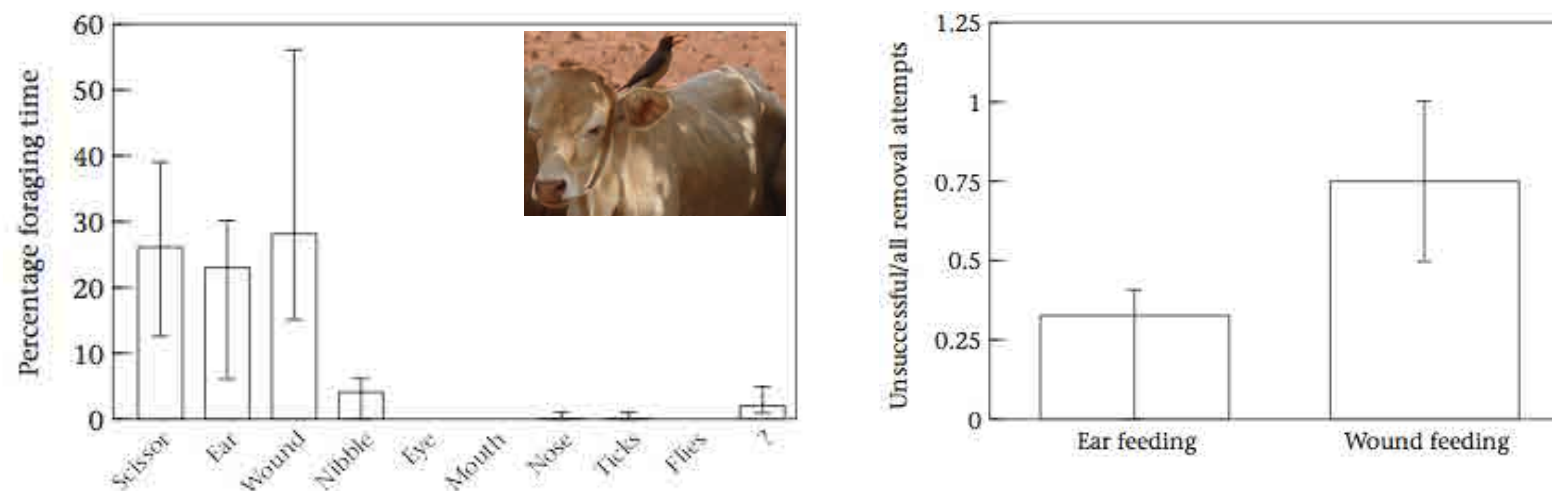 Percentage foraging time
60
50
40
30
20
10
0
Scissor
Ear
Wound
Nibble
Eye
Mouth
Nose
Ticks
Flies
?
Unsuccessful/all removal attempts
1.25
1
0.75
0.5
0.25
0
Ear feeding
Wound feeding